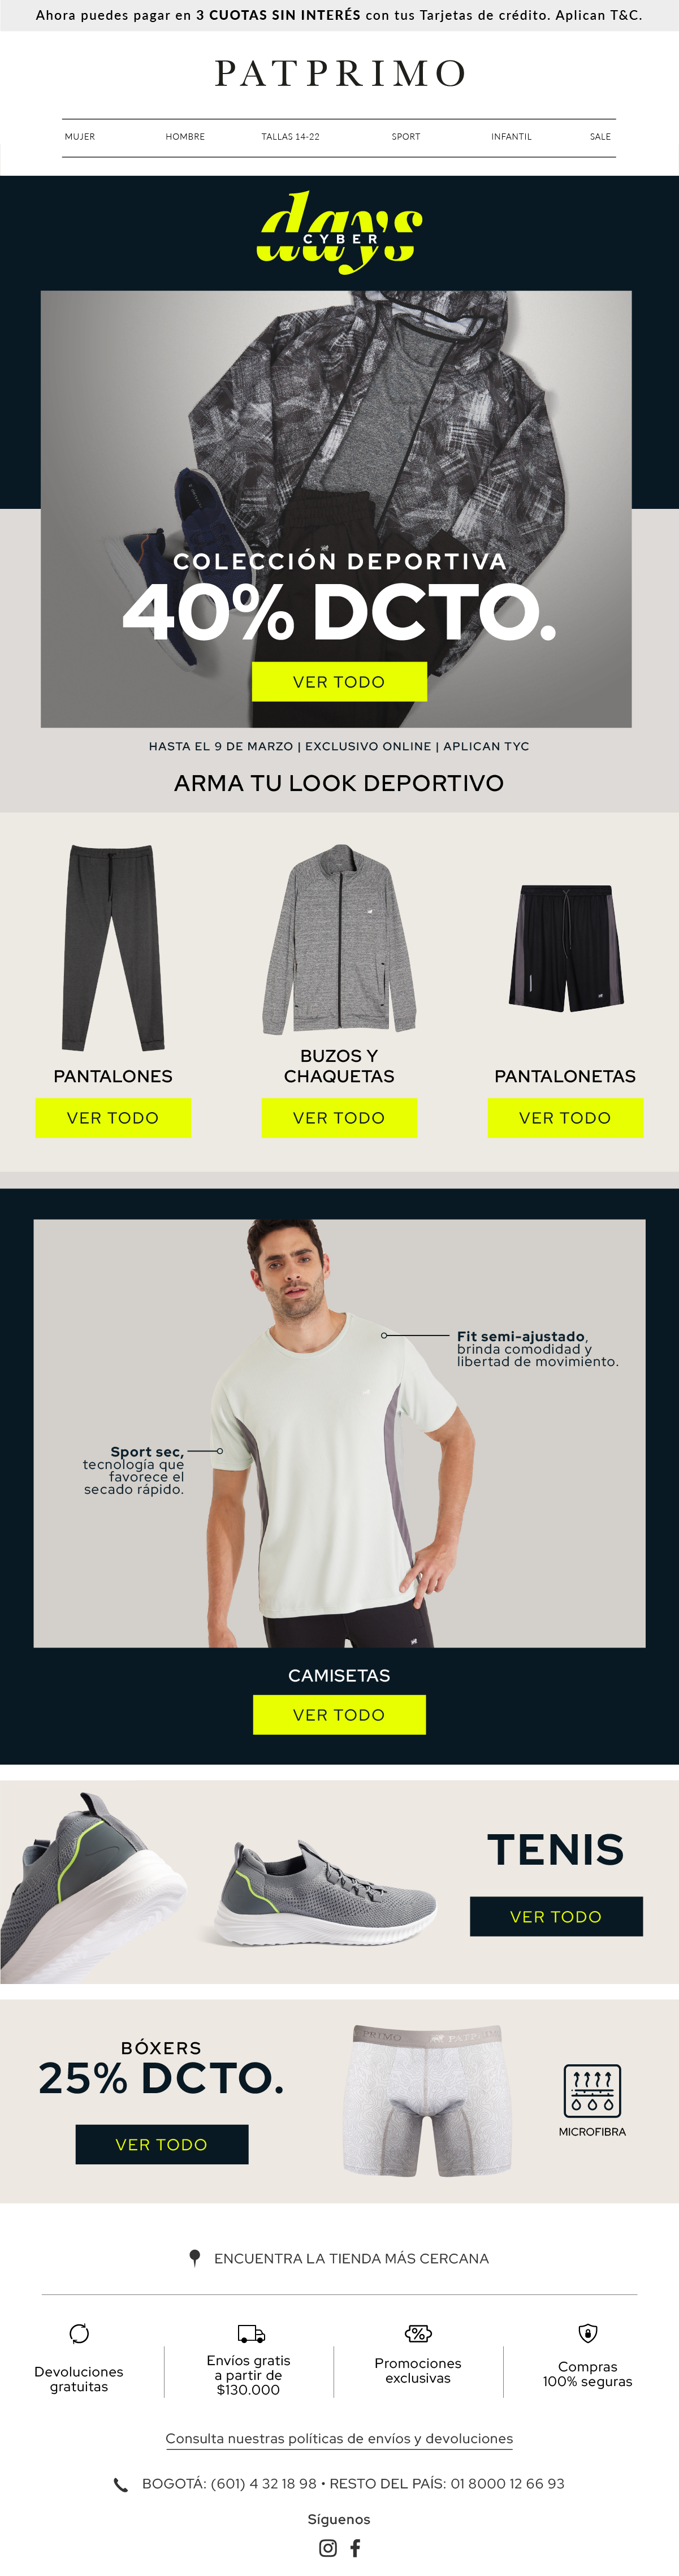 Ahora puedes pagar en 3 CUOTAS SIN INTERÉS con tus Tarjetas de crédito. Aplican T&C.
PATPRIMO
MUJER HOMBRE TALLAS 14-22 SPORT INFANTIL SALE
days
CYBER
COLECCIÓN DEPORTIVA
40% DCTO.
VER TODO
HASTA EL 9 DE MARZO | EXCLUSIVO ONLINE | APLICAN TYC
ARMA TU LOOK DEPORTIVO
PANTALONES
VER TODO
BUZOS Y
CHAQUETAS
VER TODO
PANTALONETAS
VER TODO
Fit semi-ajustado,
brinda comodidad y
libertad de movimiento.
Sport sec,
tecnología que
favorece el
secado rápido.
CAMISETAS
VER TODO
TENIS
VER TODO
BÓXERS
25% DCTO.
VER TODO
MICROFIBRA
ENCUENTRA LA TIENDA MÁS CERCANA
Devoluciones
gratuitas
Envíos gratis
a partir de
$130.000
Promociones
exclusivas
Compras
100% seguras
Consulta nuestras políticas de envíos y devoluciones
BOGOTÁ: (601) 4 32 18 98 • RESTO DEL PAÍS: 01 8000 12 66 93
Síguenos